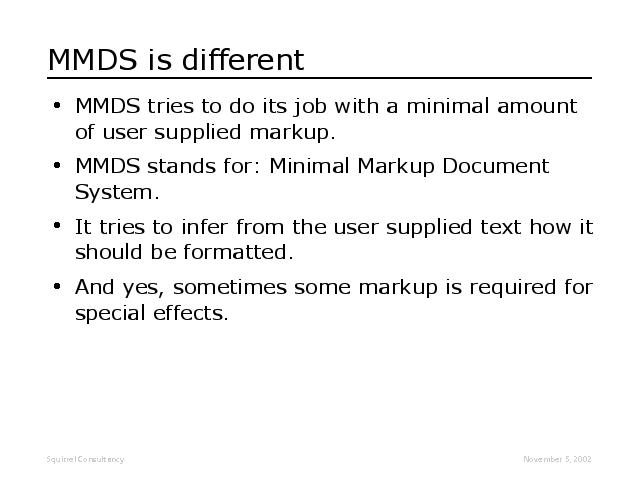 MMDS is different
• MMDS tries to do its job with a minimal amount
of user supplied markup.
• MMDS stands for: Minimal Markup Document
System.
• It tries to infer from the user supplied text how it
should be formatted.
• And yes, sometimes some markup is required for
special effects.
Squirrel Consultancy
November 5, 2002